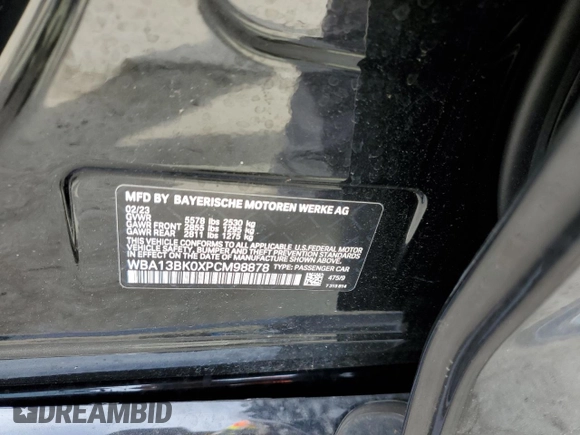 MFD BY BAYERISCHE MOTOREN WERKE AG
02/23
GVWR 5578 lbs 2530 kg
GAWR FRONT 2855 lbs 1295 kg
GAWR REAR 2811 lbs 1275 kg
THIS VEHICLE CONFORMS TO ALL APPLICABLE U.S. FEDERAL MOTOR
VEHICLE SAFETY, BUMPER, AND THEFT PREVENTION STANDARDS
IN EFFECT ON THE DATE OF MANUFACTURE SHOWN ABOVE.
WBA13BK0XPCM98878 TYPE: PASSENGER CAR
475/9
DREAMBID